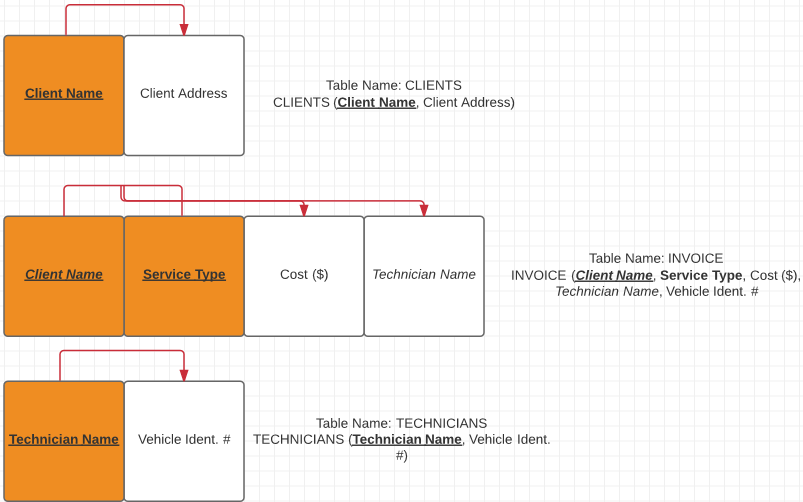 Client Name
Client Address
Table Name: CLIENTS
CLIENTS (Client Name, Client Address)
Client Name
Service Type
Cost ($)
Technician Name
Table Name: INVOICE
INVOICE (Client Name, Service Type, Cost ($),
Technician Name, Vehicle Ident. #
Technician Name
Vehicle Ident. #
Table Name: TECHNICIANS
TECHNICIANS (Technician Name, Vehicle Ident.
#)